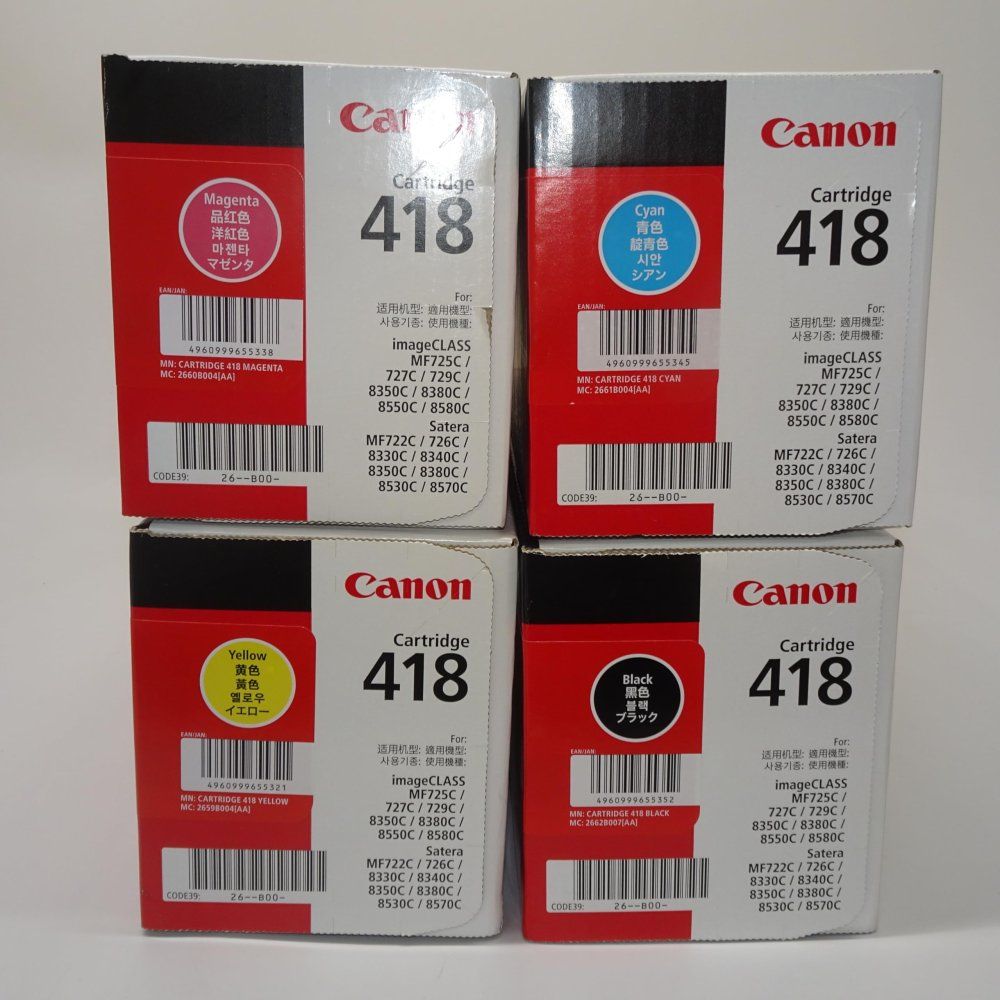 Canon
Cartridge
418
Magenta
品红色
洋紅色
마젠타
マゼンタ
EAN/JAN:
4960999655338
MN: CARTRIDGE 418 MAGENTA
MC: 2660B004[AA]
For:
适用机型: 適用機型:
사용기종: 使用機種:
imageCLASS
MF725C /
727C / 729C /
8350C / 8380C /
8550C / 8580C
Satera
MF722C / 726C /
8330C / 8340C /
8350C / 8380C /
8530C / 8570C
CODE39:
26--B00-
Canon
Cartridge
418
Cyan
青色
靛青色
시안
シアン
EAN/JAN:
4960999655345
MN: CARTRIDGE 418 CYAN
MC: 2661B004[AA]
For:
适用机型: 適用機型:
사용기종: 使用機種:
imageCLASS
MF725C /
727C / 729C /
8350C / 8380C /
8550C / 8580C
Satera
MF722C / 726C /
8330C / 8340C /
8350C / 8380C /
8530C / 8570C
CODE39:
26--B00-
Canon
Cartridge
418
Yellow
黄色
黃色
옐로우
イエロー
EAN/JAN:
4960999655321
MN: CARTRIDGE 418 YELLOW
MC: 2659B004[AA]
For:
适用机型: 適用機型:
사용기종: 使用機種:
imageCLASS
MF725C /
727C / 729C /
8350C / 8380C /
8550C / 8580C
Satera
MF722C / 726C /
8330C / 8340C /
8350C / 8380C /
8530C / 8570C
CODE39:
26--B00-
Canon
Cartridge
418
Black
黑色
블랙
ブラック
EAN/JAN:
4960999655352
MN: CARTRIDGE 418 BLACK
MC: 2662B007[AA]
For:
适用机型: 適用機型:
사용기종: 使用機種:
imageCLASS
MF725C /
727C / 729C /
8350C / 8380C /
8550C / 8580C
Satera
MF722C / 726C /
8330C / 8340C /
8350C / 8380C /
8530C / 8570C
CODE39:
26--B00-